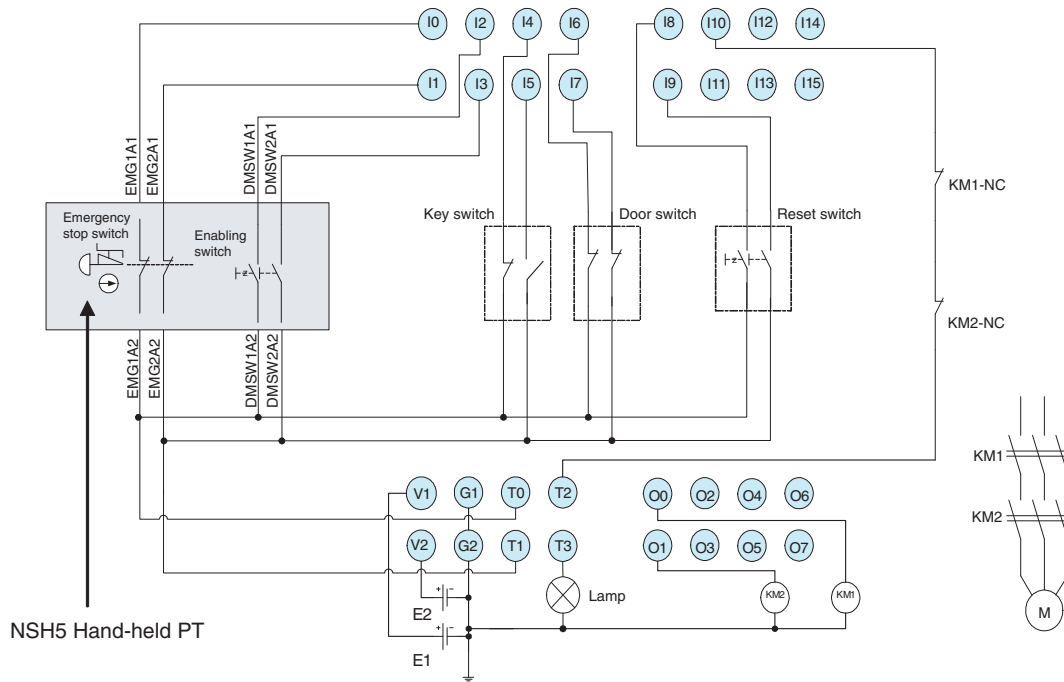 I0 I2 I4 I6 I8 I10 I12 I14
I1 I3 I5 I7 I9 I11 I13 I15
EMG1A1
EMG2A1
DMSW1A1
DMSW2A1
KM1-NC
Emergency
stop switch
Enabling
switch
Key switch
Door switch
Reset switch
KM2-NC
EMG1A2
EMG2A2
DMSW1A2
DMSW2A2
KM1
V1 G1 T0 T2 O0 O2 O4 O6
KM2
V2 G2 T1 T3 O1 O3 O5 O7
+ -
E2
Lamp
KM2
KM1
M
+ -
E1
NSH5 Hand-held PT